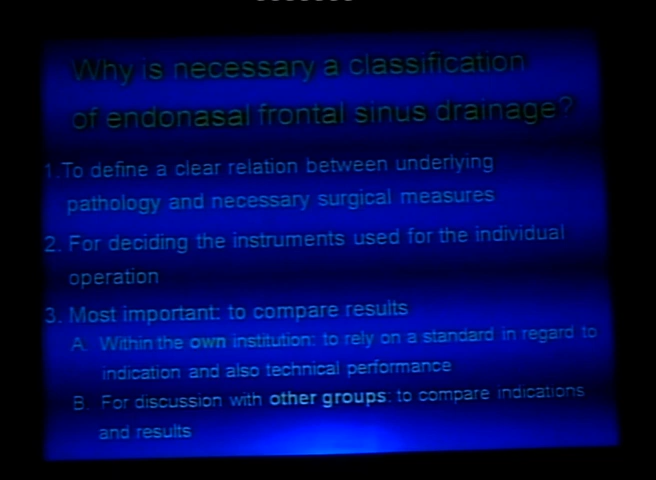 Why is necessary a classification
of endonasal frontal sinus drainage?
1.To define a clear relation between underlying
pathology and necessary surgical measures
2. For deciding the instruments used for the individual
operation
3. Most important: to compare results
A. Within the own institution: to rely on a standard in regard to
indication and also technical performance
B. For discussion with other groups: to compare indications
and results